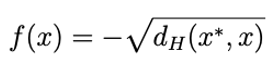 f(x) = −√d_H(x*, x)